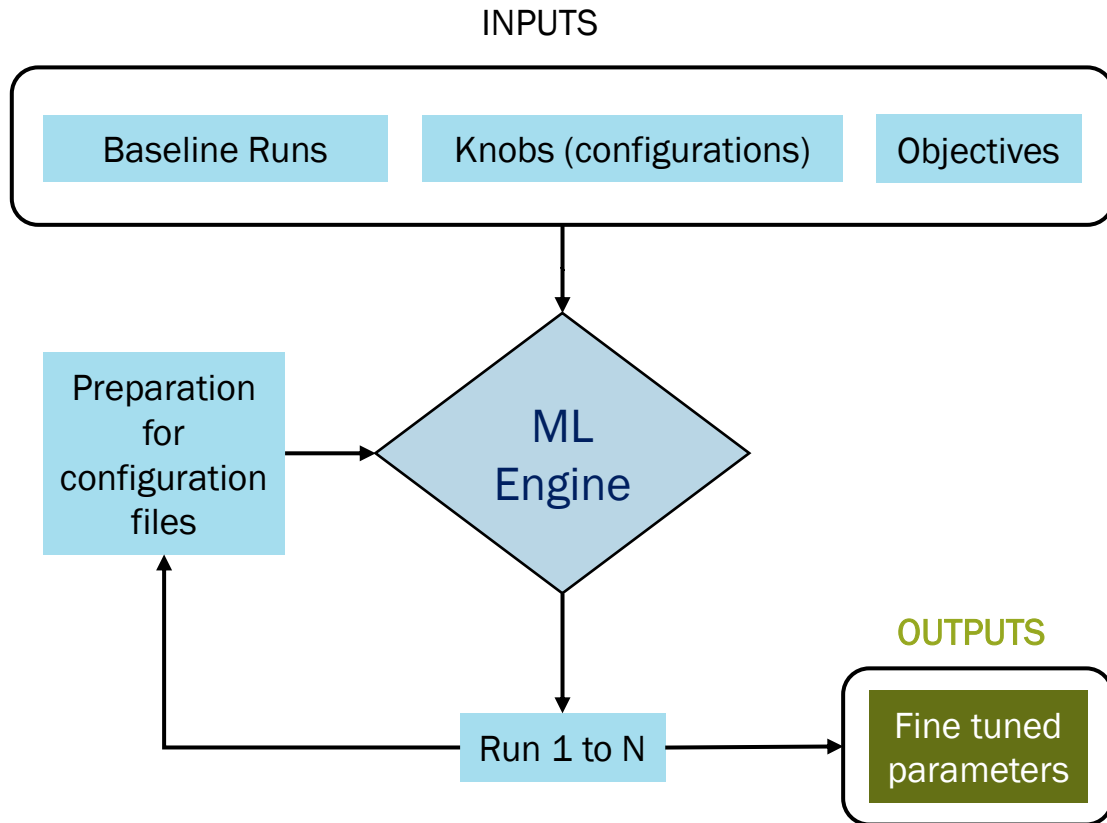 INPUTS
Baseline Runs
Knobs (configurations)
Objectives
Preparation
for
configuration
files
ML
Engine
OUTPUTS
Run 1 to N
Fine tuned
parameters